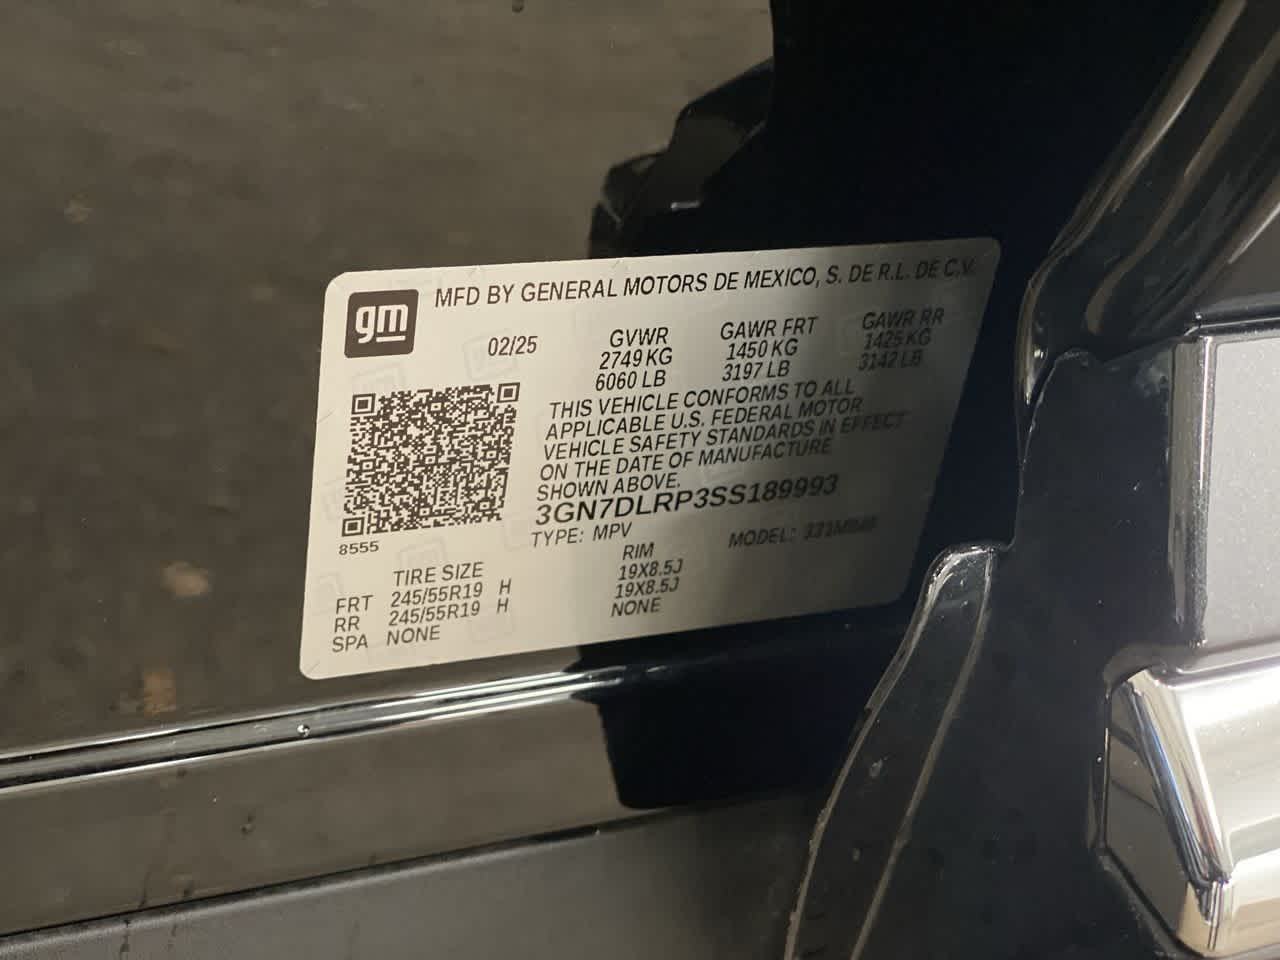 gm
MFD BY GENERAL MOTORS DE MEXICO, S. DE R.L. DE C.V.
02/25
GVWR GAWR FRT GAWR RR
2749 KG 1450 KG 1425 KG
6060 LB 3197 LB 3142 LB
THIS VEHICLE CONFORMS TO ALL
APPLICABLE U.S. FEDERAL MOTOR
VEHICLE SAFETY STANDARDS IN EFFECT
ON THE DATE OF MANUFACTURE
SHOWN ABOVE.
3GN7DLRP3SS189993
TYPE: MPV MODEL:
8555
TIRE SIZE RIM
FRT 245/55R19 H 19X8.5J
RR 245/55R19 H 19X8.5J
SPA NONE NONE